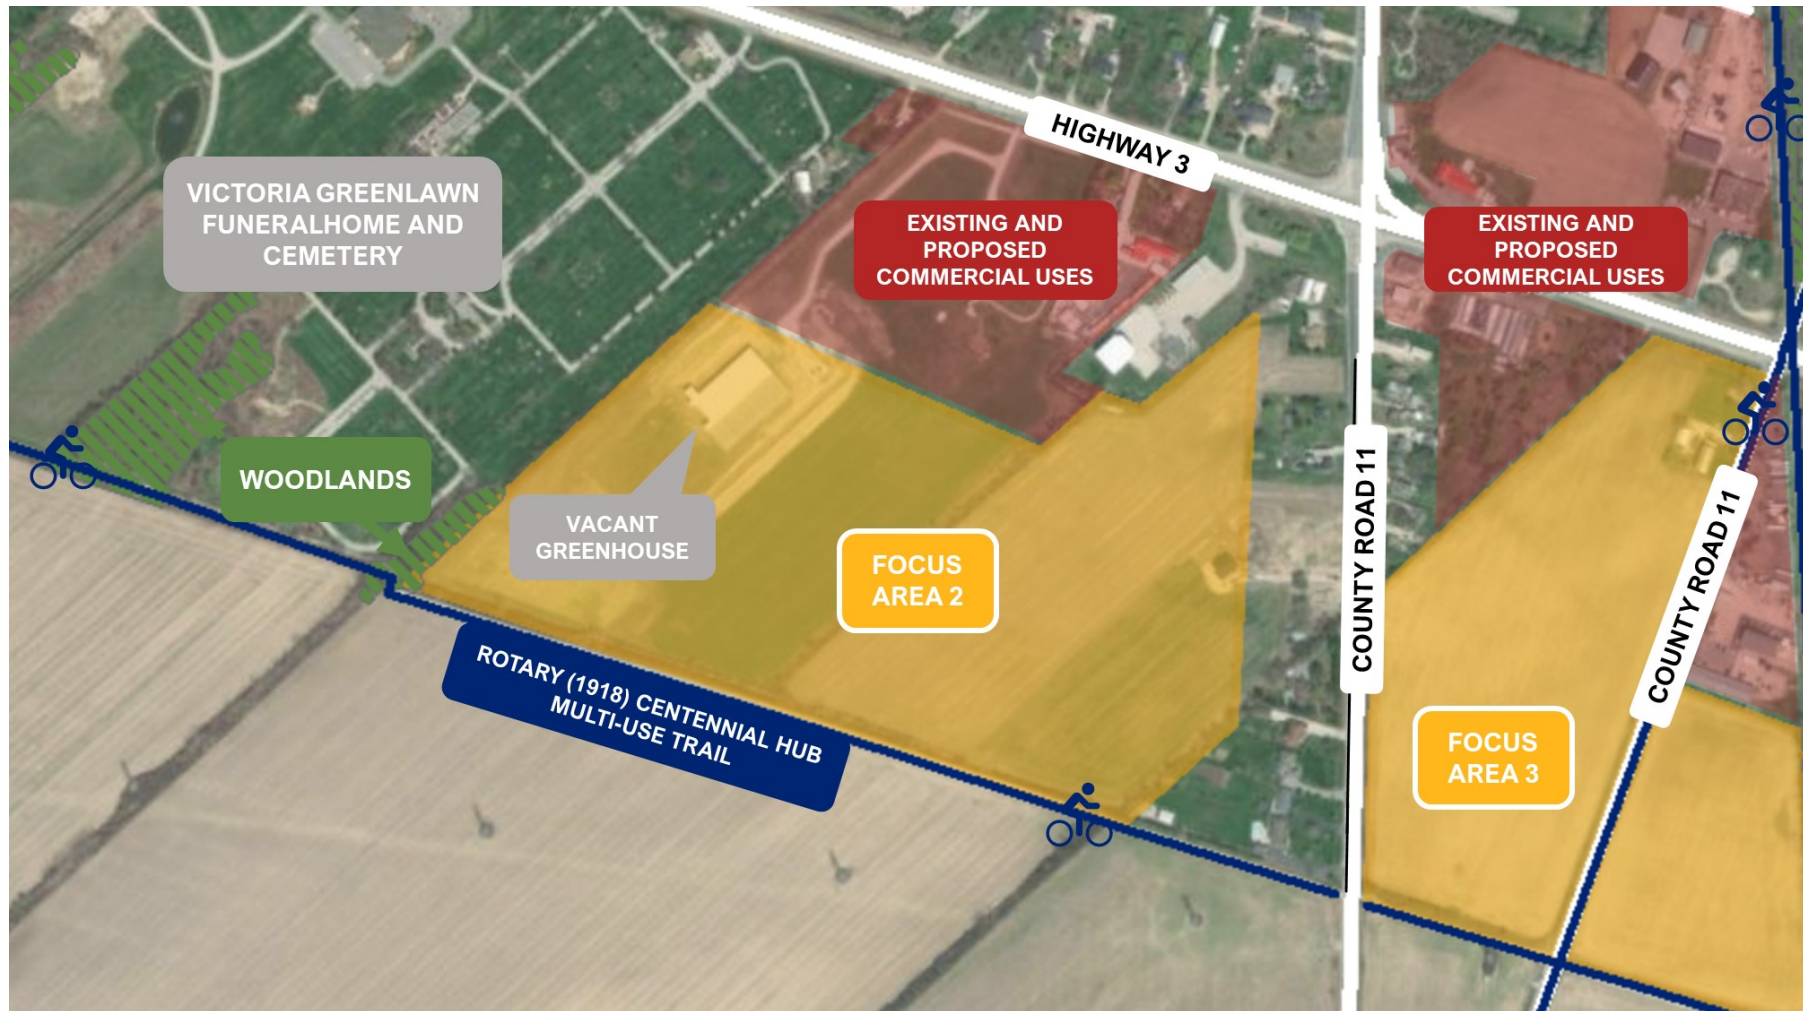 HIGHWAY 3
VICTORIA GREENLAWN
FUNERALHOME AND
CEMETERY
EXISTING AND
PROPOSED
COMMERCIAL USES
EXISTING AND
PROPOSED
COMMERCIAL USES
WOODLANDS
VACANT
GREENHOUSE
FOCUS
AREA 2
COUNTY ROAD 11
COUNTY ROAD 11
ROTARY (1918) CENTENNIAL HUB
MULTI-USE TRAIL
FOCUS
AREA 3